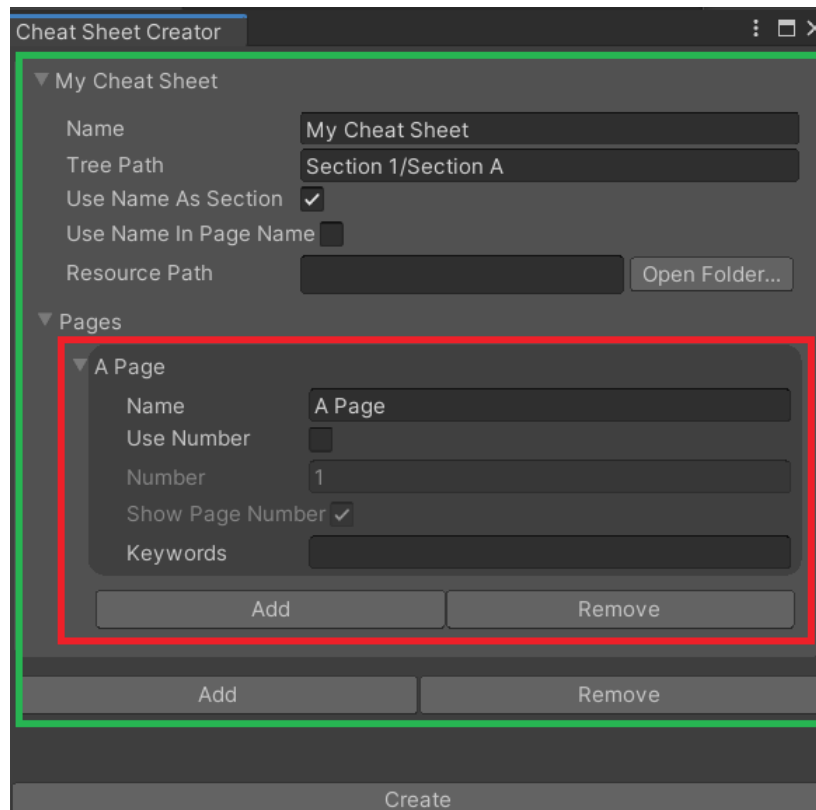 Cheat Sheet Creator
My Cheat Sheet
Name My Cheat Sheet
Tree Path Section 1/Section A
Use Name As Section
Use Name In Page Name
Resource Path Open Folder...
Pages
A Page
Name A Page
Use Number
Number 1
Show Page Number
Keywords
Add Remove
Add Remove
Create